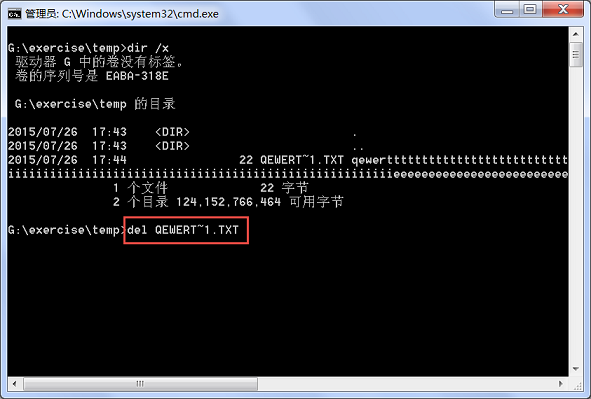 管理员: C:\Windows\system32\cmd.exe
G:\exercise\temp>dir /x
驱动器 G 中的卷没有标签。
卷的序列号是 EABA-318E
G:\exercise\temp 的目录
2015/07/26  17:43    <DIR>                       .
2015/07/26  17:43    <DIR>                       ..
2015/07/26  17:44                22 QEWERT~1.TXT qewertttttttttttttttttttttttttt
iiiiiiiiiiiiiiiiiiiiiiiiiiiiiiiiiiiiiiiiiiiiiiiiiiiiiiieeeeeeeeeeeeeeeeeeeeeeeee
1 个文件             22 字节
2 个目录 124,152,766,464 可用字节
G:\exercise\temp>del QEWERT~1.TXT